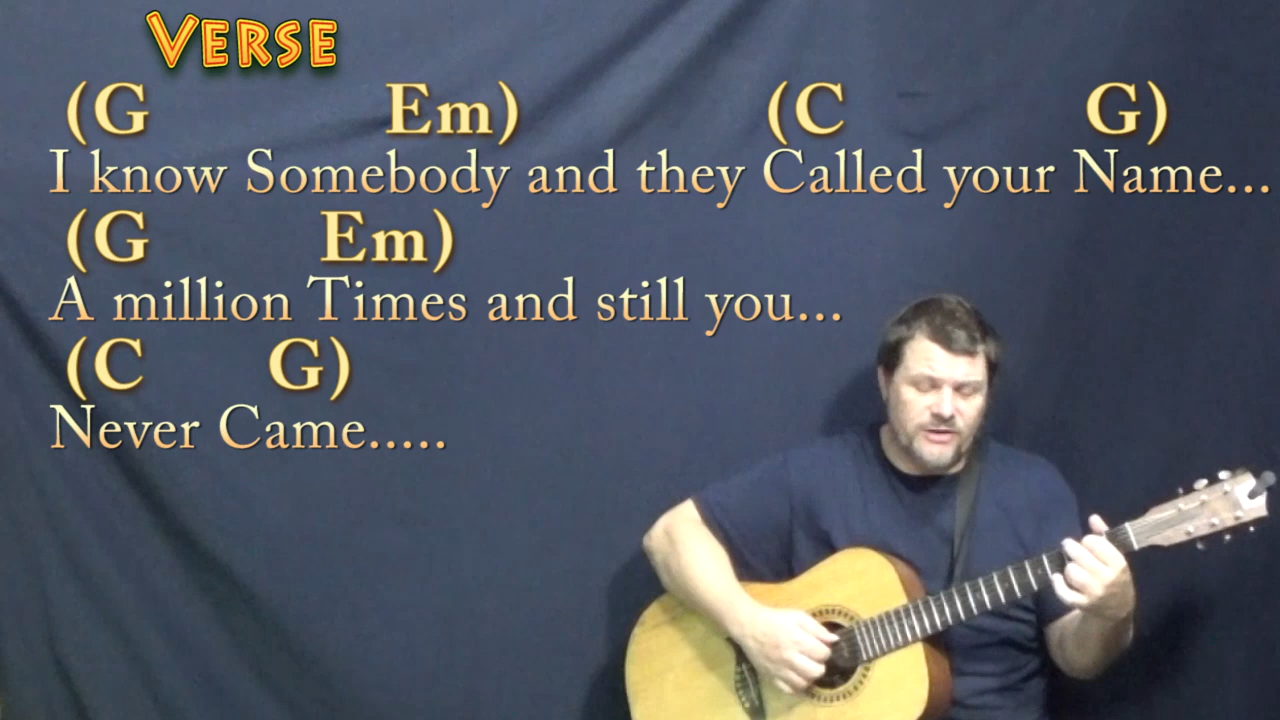 VERSE
(G Em) (C G)
I know Somebody and they Called your Name...
(G Em)
A million Times and still you...
(C G)
Never Came.....